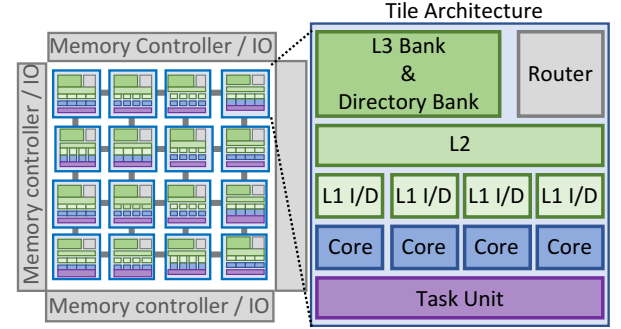 Tile Architecture
Memory Controller / IO
Memory controller / IO
Memory controller / IO
L3 Bank
&
Directory Bank
Router
L2
L1 I/D
L1 I/D
L1 I/D
L1 I/D
Core
Core
Core
Core
Task Unit